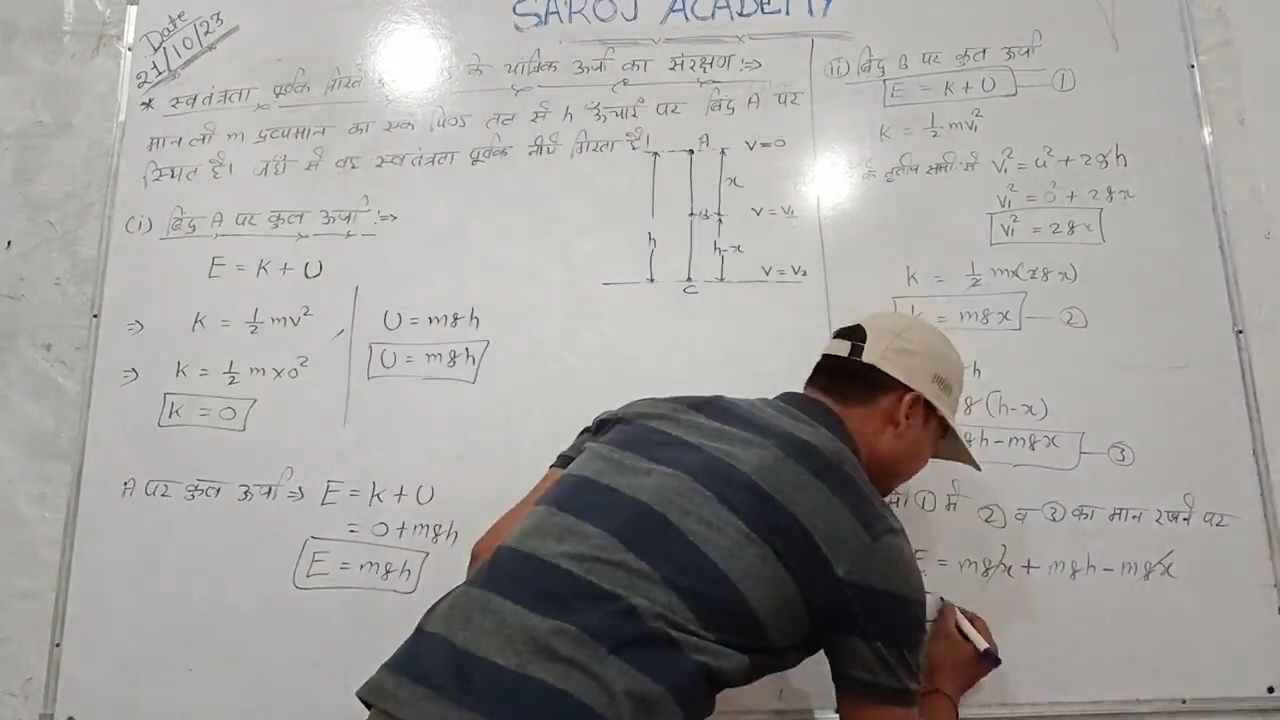 SAROJ ACADEMY
Date
21/10/23
* स्वतंत्रता पूर्वक के यांत्रिक ऊर्जा का संरक्षण :⇒
मान लो m द्रव्यमान का एक पिण्ड तल से h ऊंचाई पर बिंदु A पर
स्थित है। जहाँ से वह स्वतंत्रता पूर्वक नीचे गिरता है।
A V=0
x
B V=V₁
h h-x
V=V₂
C
(i) बिंदु A पर कुल ऊर्जा :⇒
E = K + U
⇒ K = 1/2 mv²
⇒ K = 1/2 m×0²
K = 0
U = mgh
U = mgh
A पर कुल ऊर्जा ⇒ E = K + U
= 0 + mgh
E = mgh
ii) बिंदु B पर कुल ऊर्जा
E = K + U — ①
K = 1/2 mv₁²
के तृतीय समी. से V₁² = u² + 2gh
V₁² = 0² + 2gx
V₁² = 2gx
K = 1/2 m×(2gx)
K = mgx — ②
h
g(h-x)
gh - mgx — ③
① में ② व ③ का मान रखने पर
E = mgx + mgh - mgx